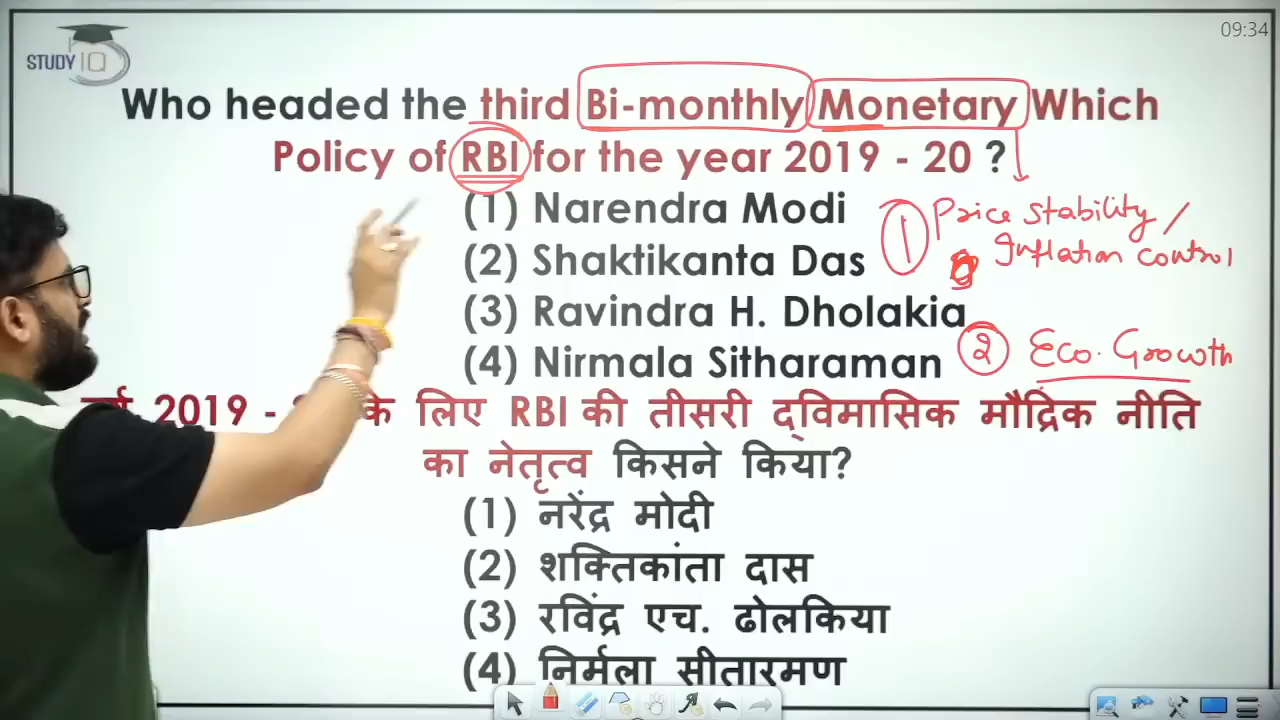 STUDY IQ
09:34
Who headed the third Bi-monthly Monetary Which
Policy of RBI for the year 2019 - 20 ?
(1) Narendra Modi
(2) Shaktikanta Das
(3) Ravindra H. Dholakia
(4) Nirmala Sitharaman
1 Price stability /
Inflation control
2 Eco. Growth
2019 - के लिए RBI की तीसरी द्विमासिक मौद्रिक नीति
का नेतृत्व किसने किया?
(1) नरेंद्र मोदी
(2) शक्तिकांता दास
(3) रविंद्र एच. ढोलकिया
(4) निर्मला सीतारमण